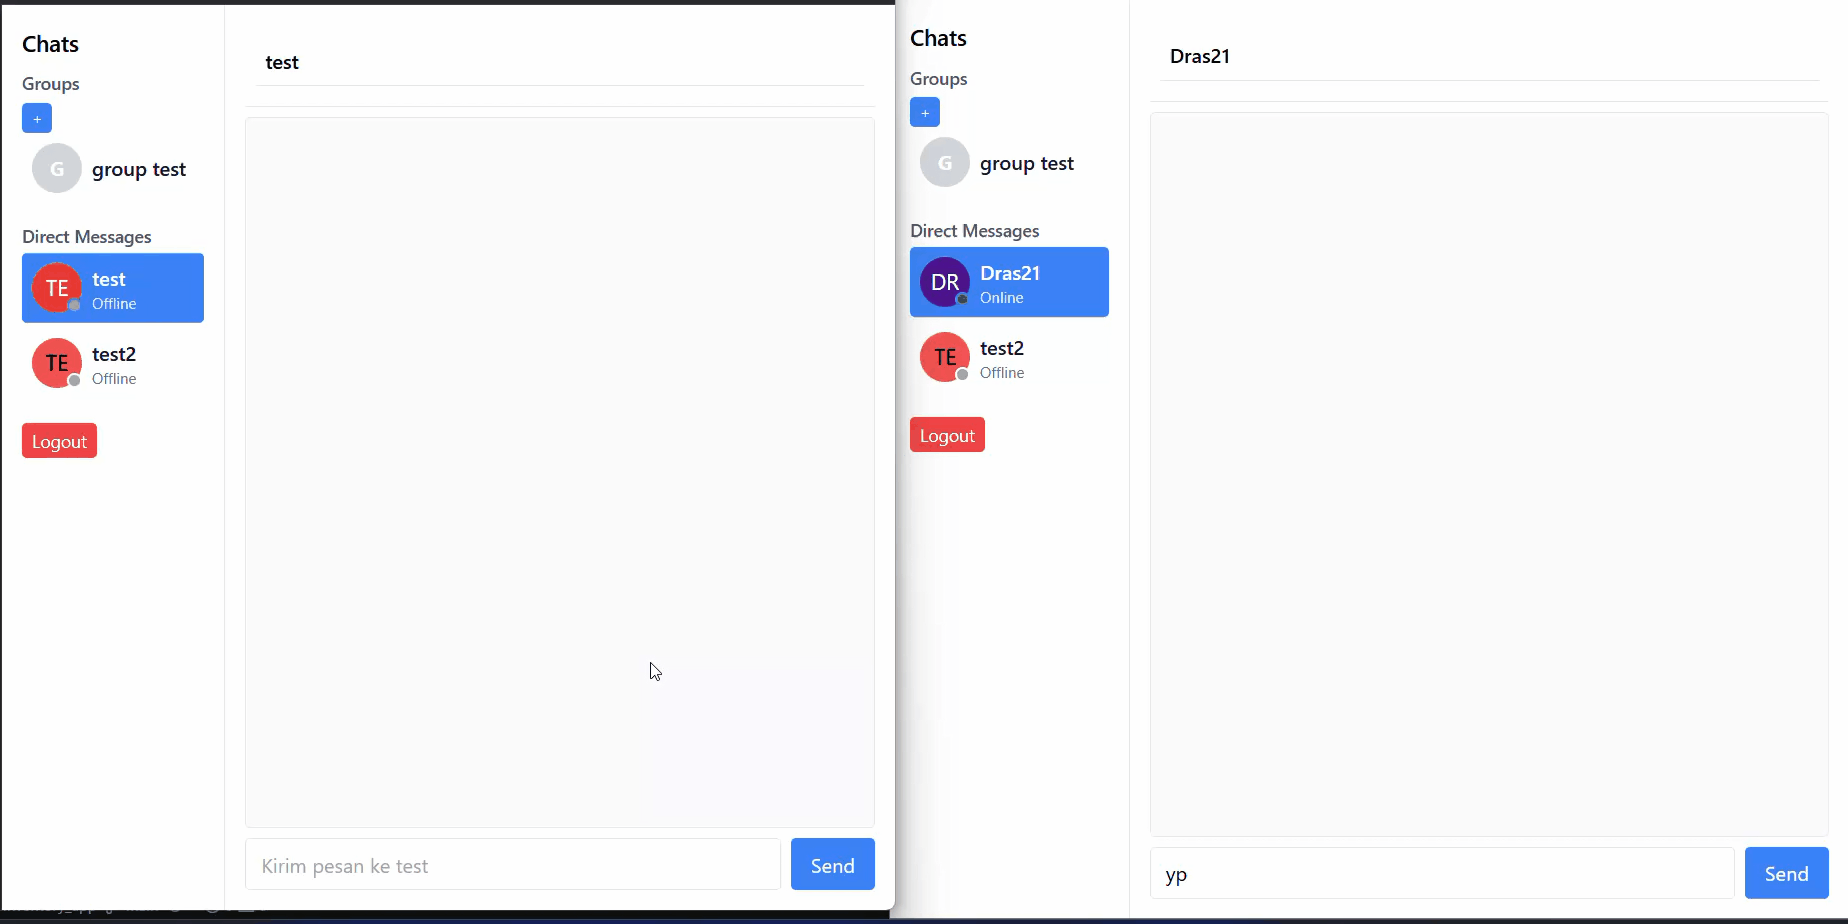 Chats
Groups
+
G
group test
Direct Messages
TE
test
Offline
TE
test2
Offline
Logout
test
Kirim pesan ke test
Send
Chats
Groups
+
G
group test
Direct Messages
DR
Dras21
Online
TE
test2
Offline
Logout
Dras21
yp
Send